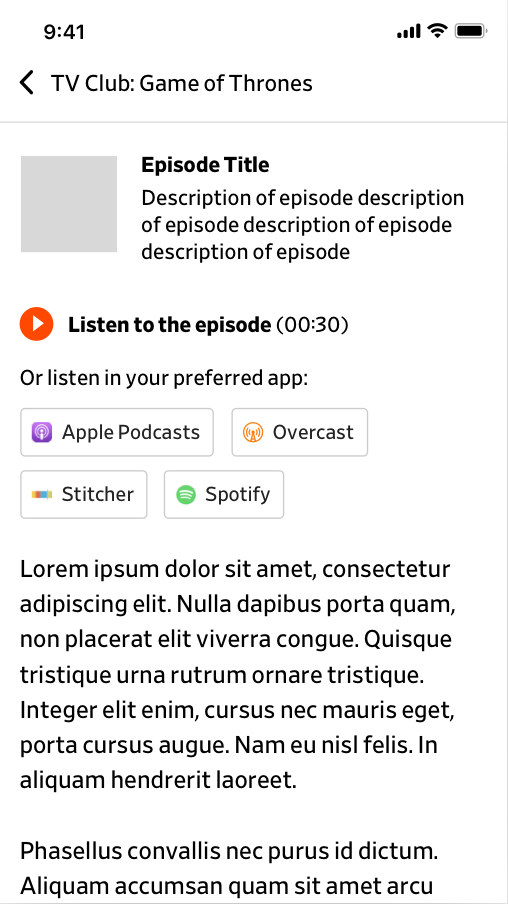 9:41
TV Club: Game of Thrones
Episode Title
Description of episode description
of episode description of episode
description of episode
Listen to the episode (00:30)
Or listen in your preferred app:
Apple Podcasts
Overcast
Stitcher
Spotify
Lorem ipsum dolor sit amet, consectetur
adipiscing elit. Nulla dapibus porta quam,
non placerat elit viverra congue. Quisque
tristique urna rutrum ornare tristique.
Integer elit enim, cursus nec mauris eget,
porta cursus augue. Nam eu nisl felis. In
aliquam hendrerit laoreet.
Phasellus convallis nec purus id dictum.
Aliquam accumsan quam sit amet arcu